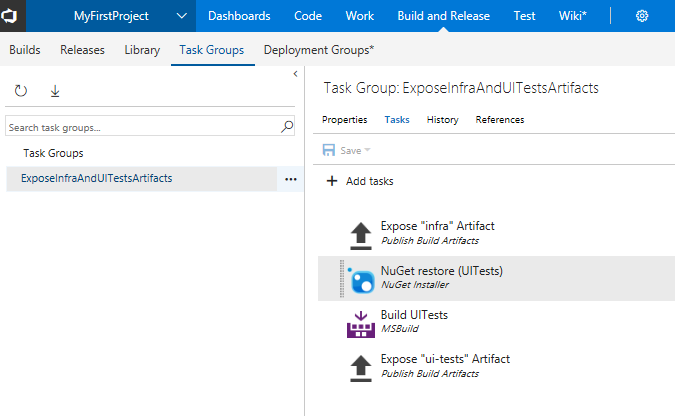 MyFirstProject Dashboards Code Work Build and Release Test Wiki*
Builds Releases Library Task Groups Deployment Groups*
Search task groups...
Task Groups
ExposeInfraAndUITestsArtifacts ...
Task Group: ExposeInfraAndUITestsArtifacts
Properties Tasks History References
Save
+ Add tasks
Expose "infra" Artifact
Publish Build Artifacts
NuGet restore (UITests)
NuGet Installer
Build UITests
MSBuild
Expose "ui-tests" Artifact
Publish Build Artifacts